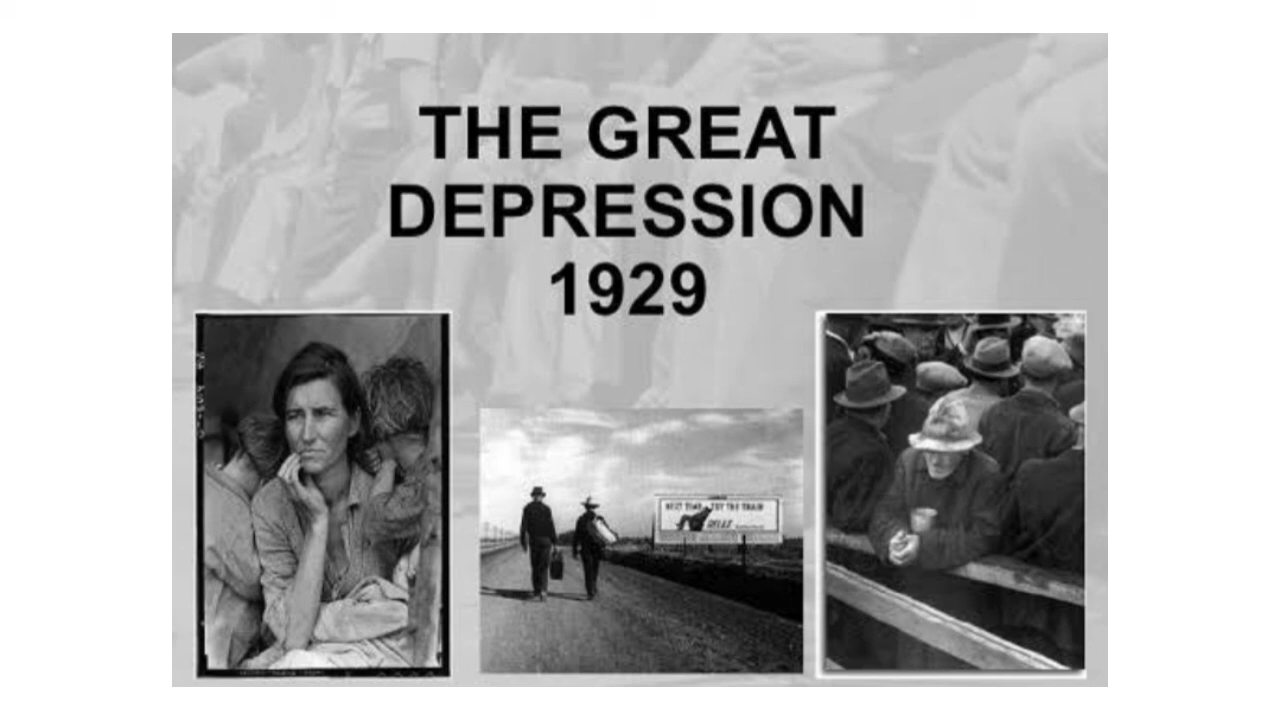 THE GREAT
DEPRESSION
1929
NEXT TIME TRY THE TRAIN
RELAX